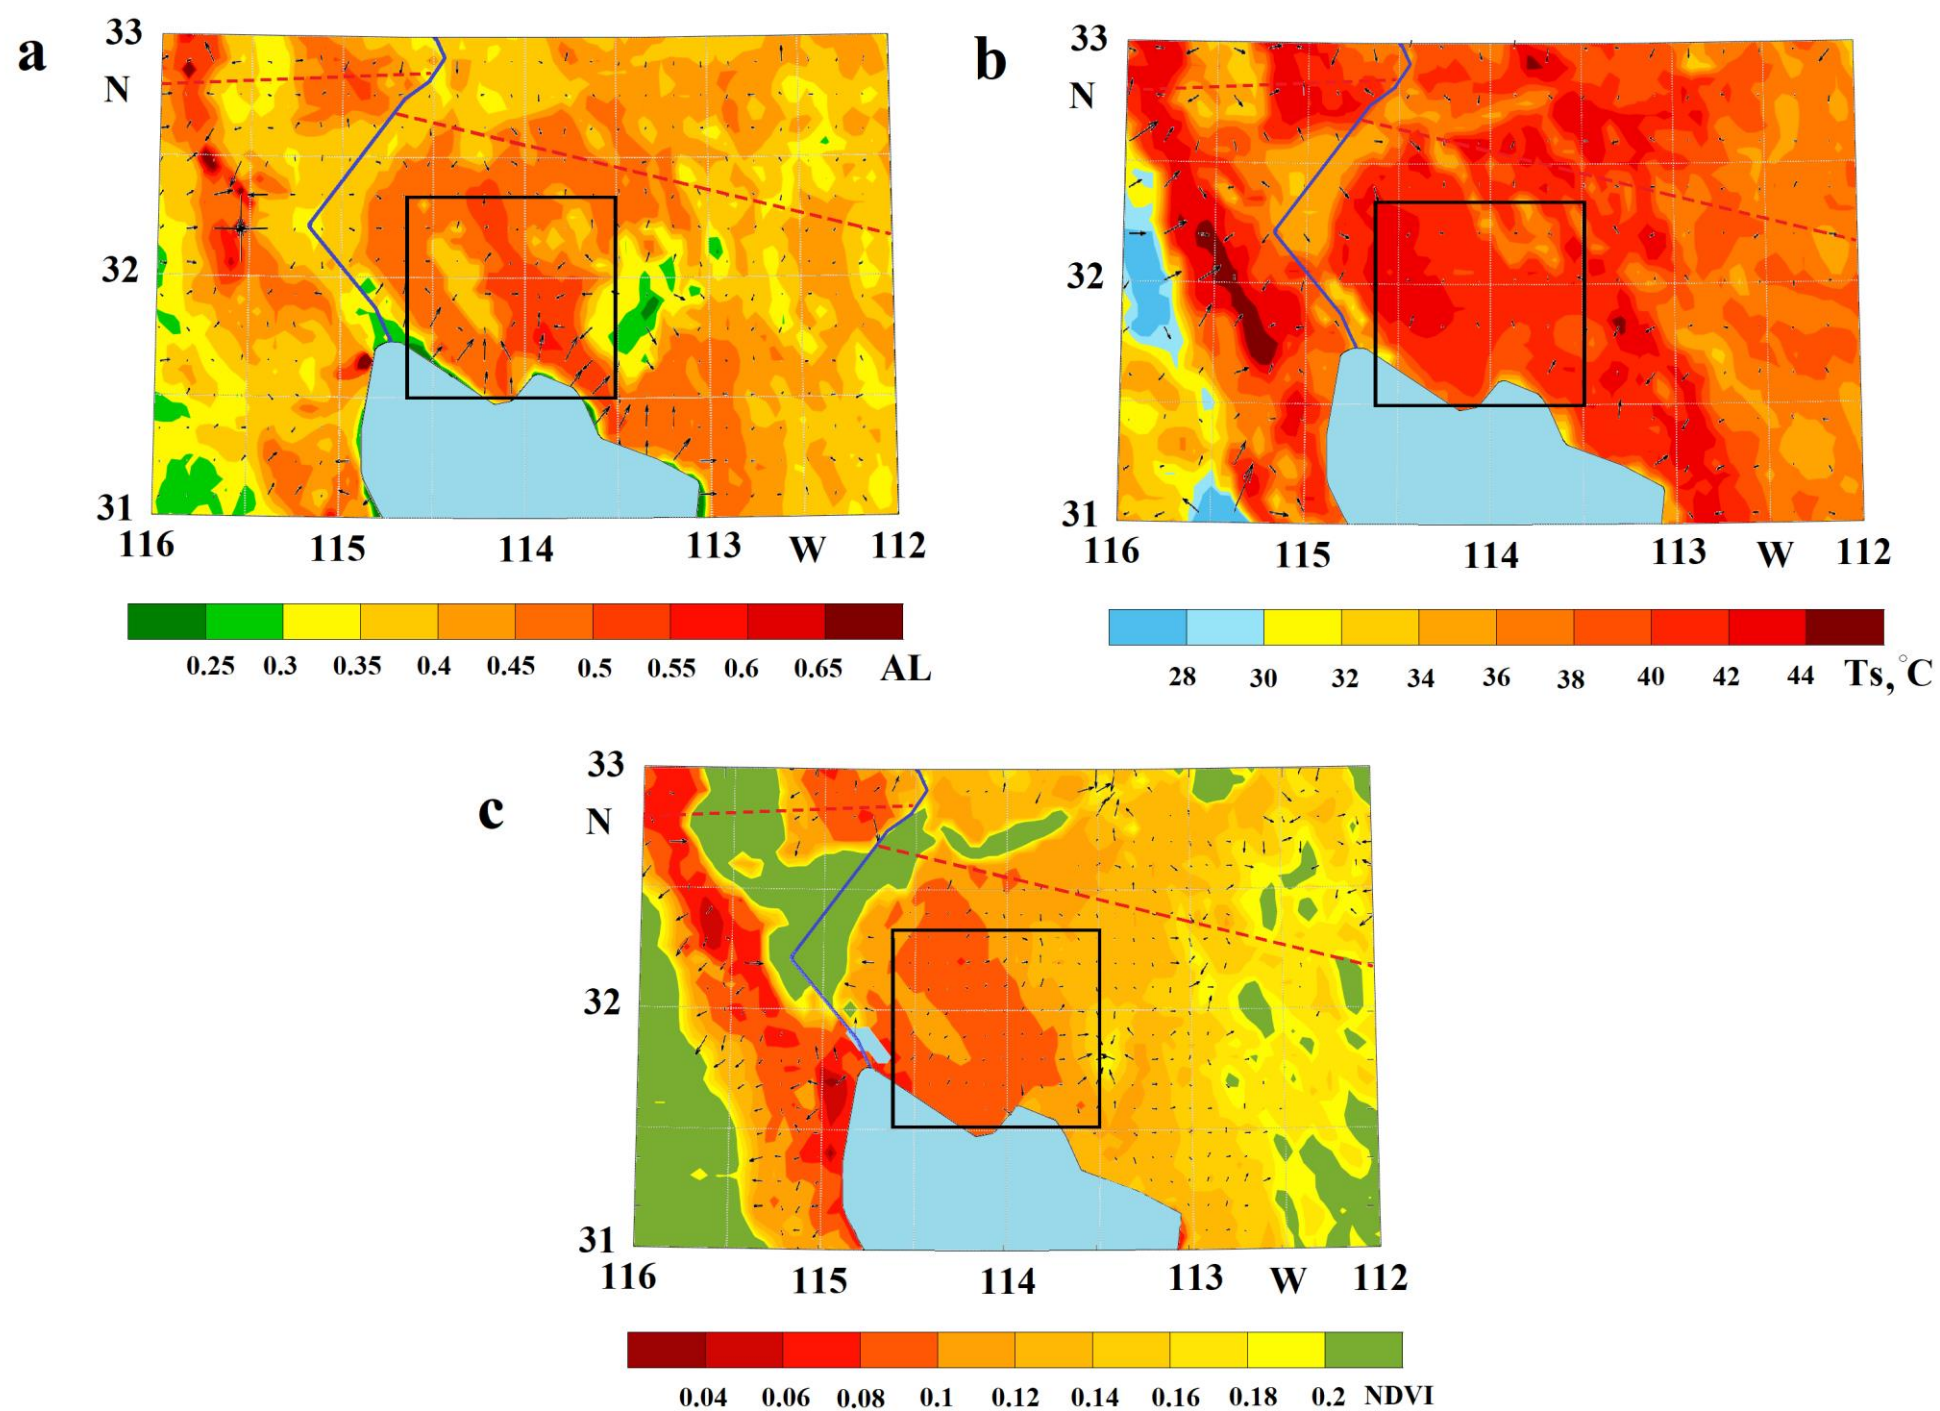 a
33
N
32
31
116 115 114 113 W 112
0.25 0.3 0.35 0.4 0.45 0.5 0.55 0.6 0.65 AL
b
33
N
32
31
116 115 114 113 W 112
28 30 32 34 36 38 40 42 44 Ts, °C
c
33
N
32
31
116 115 114 113 W 112
0.04 0.06 0.08 0.1 0.12 0.14 0.16 0.18 0.2 NDVI